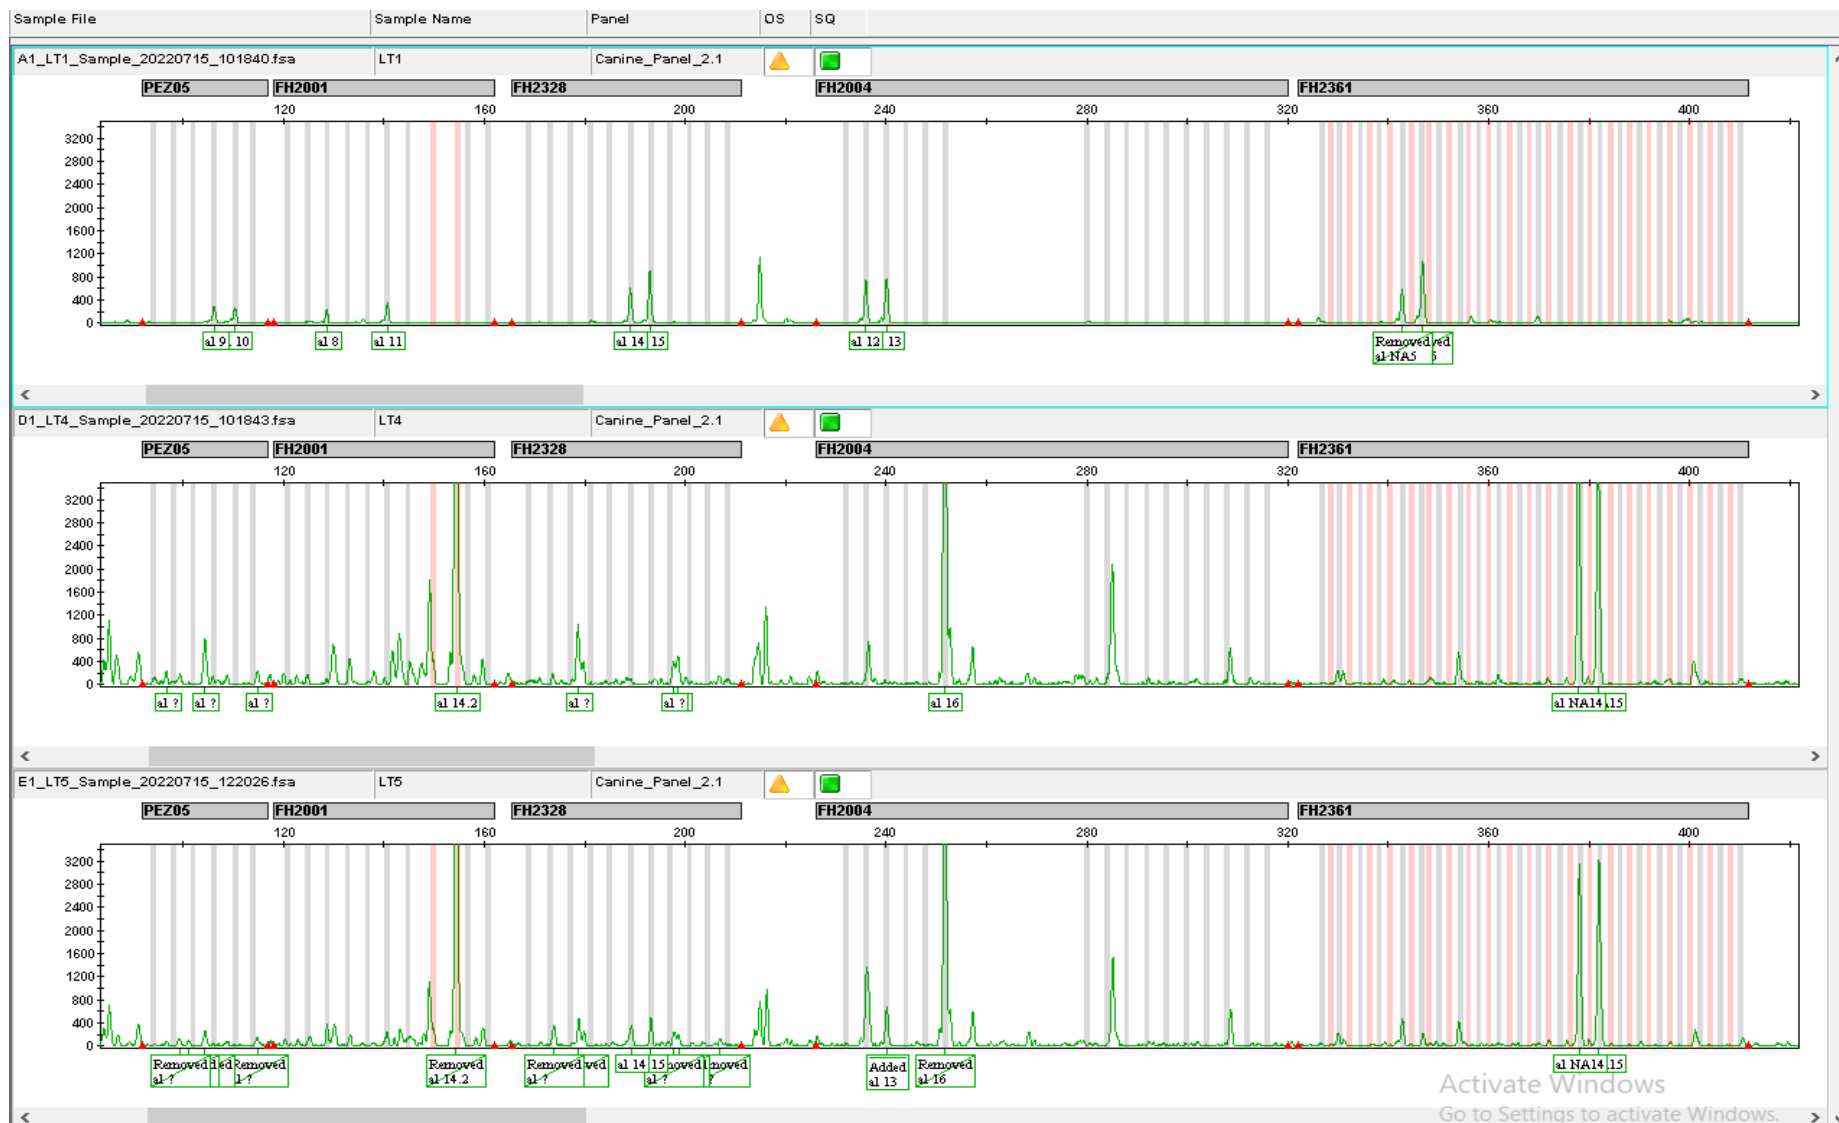 Sample File Sample Name Panel OS SQ
A1_LT1_Sample_20220715_101840.fsa LT1 Canine_Panel_2.1
PEZ05 FH2001 FH2328 FH2004 FH2361
120 160 200 240 280 320 360 400
3200
2800
2400
2000
1600
1200
800
400
0
al 9 10 al 8 al 11 al 14 15 al 12 13 Removed ved
al NA5 5
D1_LT4_Sample_20220715_101843.fsa LT4 Canine_Panel_2.1
PEZ05 FH2001 FH2328 FH2004 FH2361
120 160 200 240 280 320 360 400
3200
2800
2400
2000
1600
1200
800
400
0
al ? al ? al ? al 14.2 al ? al ? al 16 al NA14 .15
E1_LT5_Sample_20220715_122026.fsa LT5 Canine_Panel_2.1
PEZ05 FH2001 FH2328 FH2004 FH2361
120 160 200 240 280 320 360 400
3200
2800
2400
2000
1600
1200
800
400
0
Removed Removed Removed Removed ved al 14 15 moved Added Removed al NA14 .15
al ? ? al 14.2 al ? al ? ? al 13 al 16
Activate Windows
Go to Settings to activate Windows.